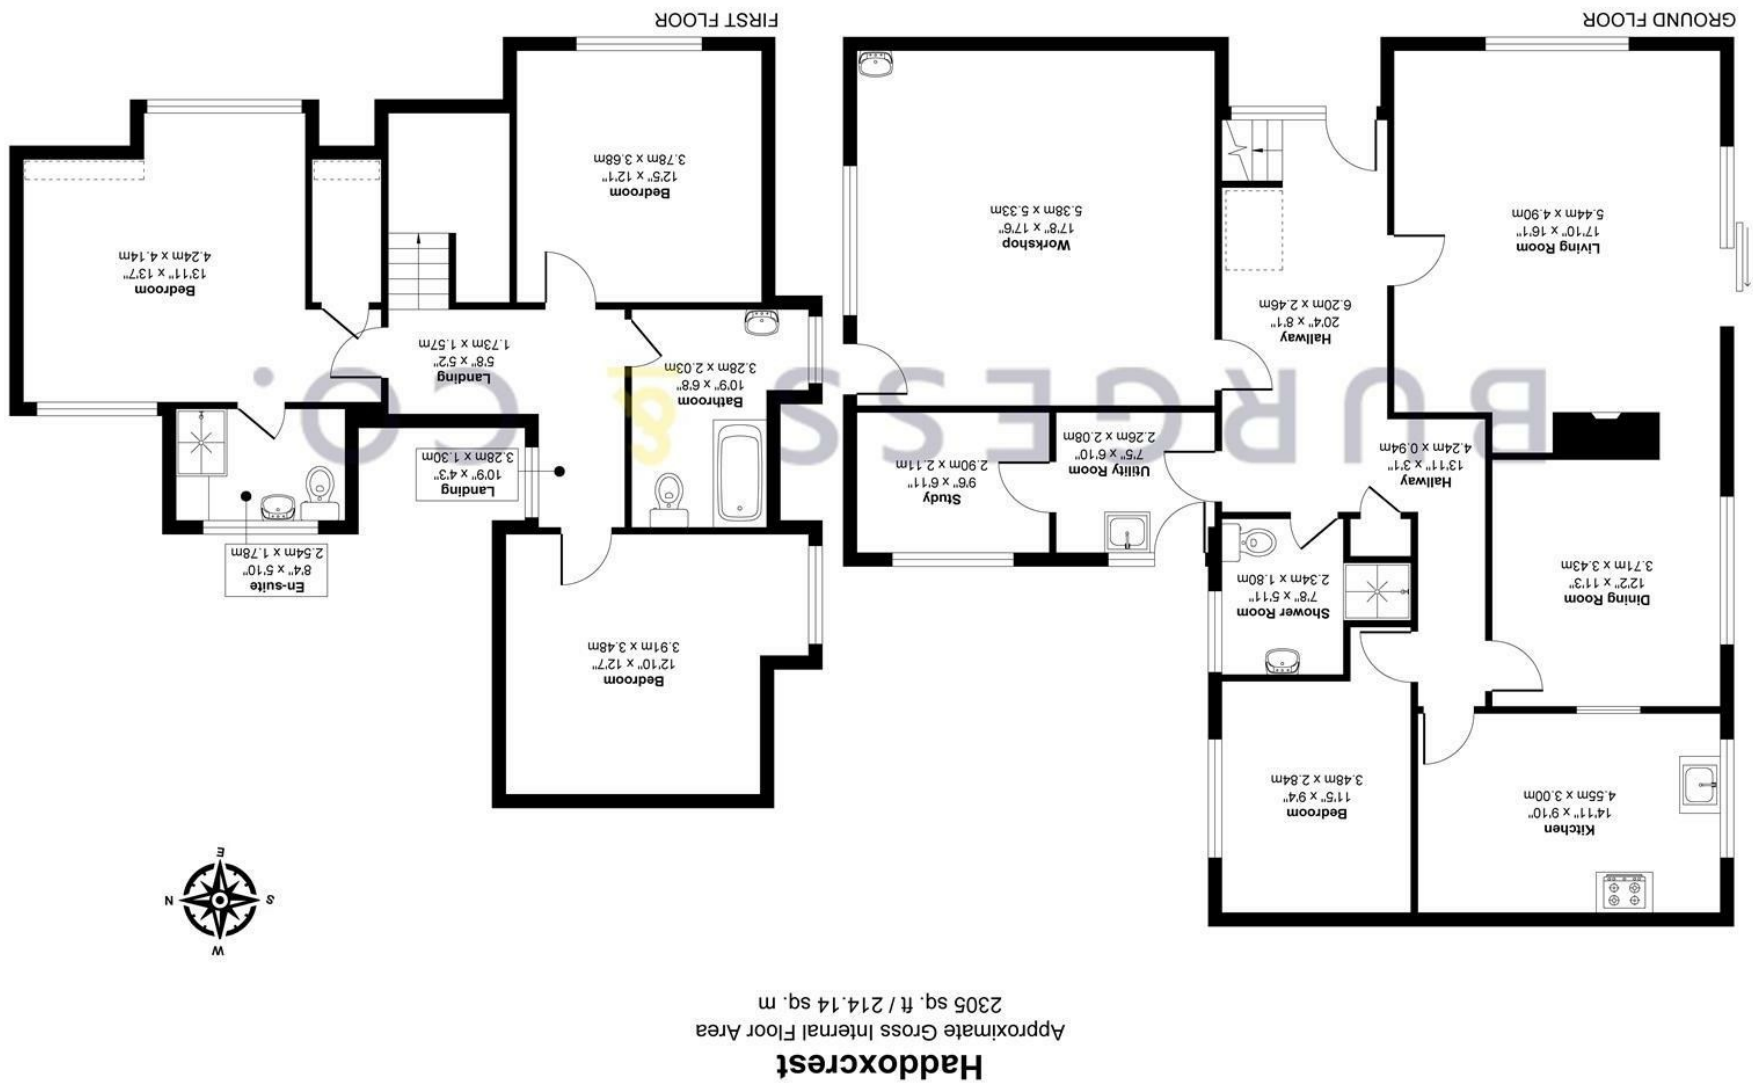 Haddoxcrest
Approximate Gross Internal Floor Area
2305 sq. ft / 214.14 sq. m
W
S
N
E
Kitchen
14'11" x 9'10"
4.55m x 3.00m
Bedroom
11'5" x 9'4"
3.48m x 2.84m
Dining Room
12'2" x 11'3"
3.71m x 3.43m
Shower Room
7'8" x 5'11"
2.34m x 1.80m
Hallway
13'11" x 3'1"
4.24m x 0.94m
Utility Room
7'5" x 6'10"
2.26m x 2.08m
Study
9'6" x 6'11"
2.90m x 2.11m
Hallway
20'4" x 8'1"
6.20m x 2.46m
Living Room
17'10" x 16'1"
5.44m x 4.90m
Workshop
17'8" x 17'6"
5.38m x 5.33m
GROUND FLOOR
Bedroom
12'10" x 12'7"
3.91m x 3.48m
En-suite
8'4" x 5'10"
2.54m x 1.78m
Landing
10'9" x 4'3"
3.28m x 1.30m
Bathroom
10'9" x 6'8"
3.28m x 2.03m
Landing
5'8" x 5'2"
1.73m x 1.57m
Bedroom
13'11" x 13'7"
4.24m x 4.14m
Bedroom
12'5" x 12'1"
3.78m x 3.68m
FIRST FLOOR
BURGESS & CO.